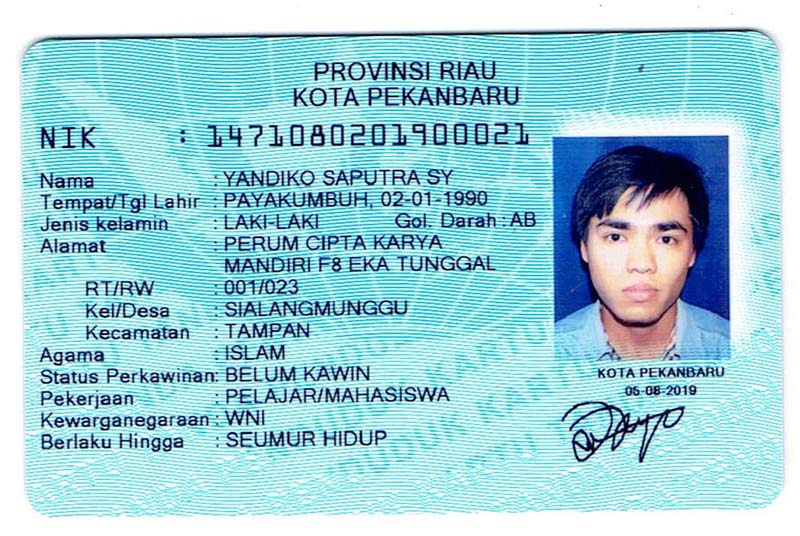 PROVINSI RIAU
KOTA PEKANBARU
NIK : 1471080201900021
Nama : YANDIKO SAPUTRA SY
Tempat/Tgl Lahir : PAYAKUMBUH, 02-01-1990
Jenis kelamin : LAKI-LAKI Gol. Darah : AB
Alamat : PERUM CIPTA KARYA
MANDIRI F8 EKA TUNGGAL
RT/RW : 001/023
Kel/Desa : SIALANGMUNGGU
Kecamatan : TAMPAN
Agama : ISLAM
Status Perkawinan: BELUM KAWIN
Pekerjaan : PELAJAR/MAHASISWA
Kewarganegaraan : WNI
Berlaku Hingga : SEUMUR HIDUP
KOTA PEKANBARU
05-08-2019